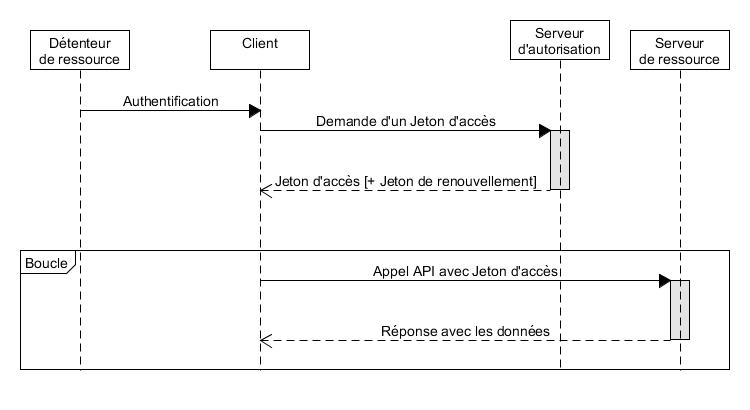 Détenteur
de ressource
Client
Serveur
d'autorisation
Serveur
de ressource
Authentification
Demande d'un Jeton d'accès
Jeton d'accès [+ Jeton de renouvellement]
Boucle
Appel API avec Jeton d'accès
Réponse avec les données